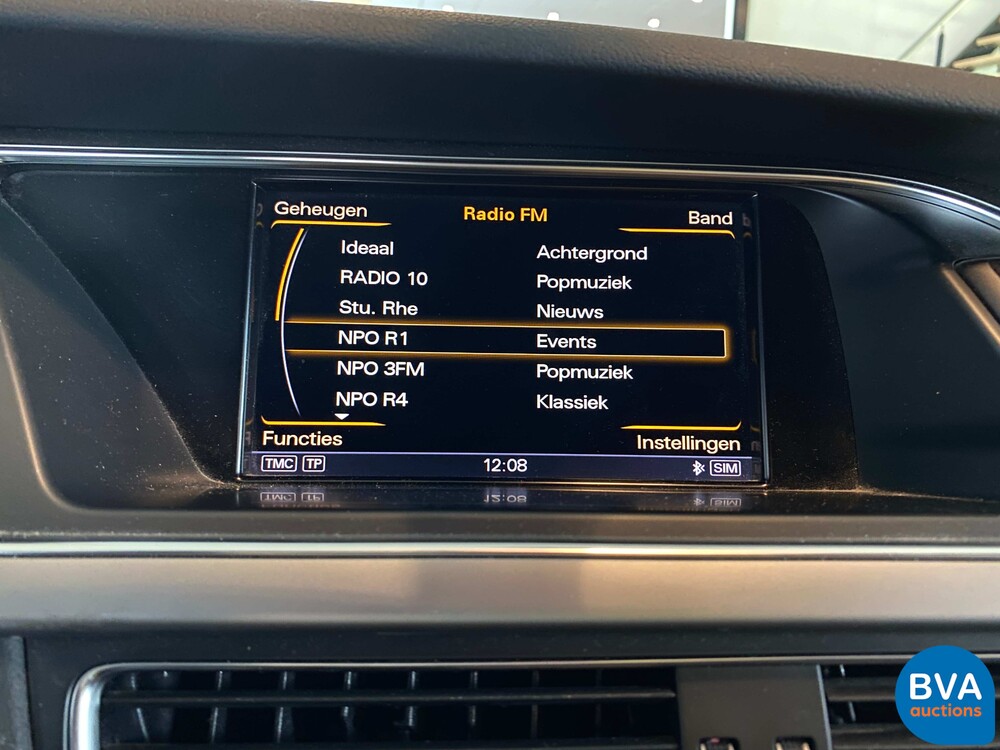 Geheugen Radio FM Band
Ideaal Achtergrond
RADIO 10 Popmuziek
Stu. Rhe Nieuws
NPO R1 Events
NPO 3FM Popmuziek
NPO R4 Klassiek
Functies Instellingen
TMC TP 12:08 SIM
BVA
auctions